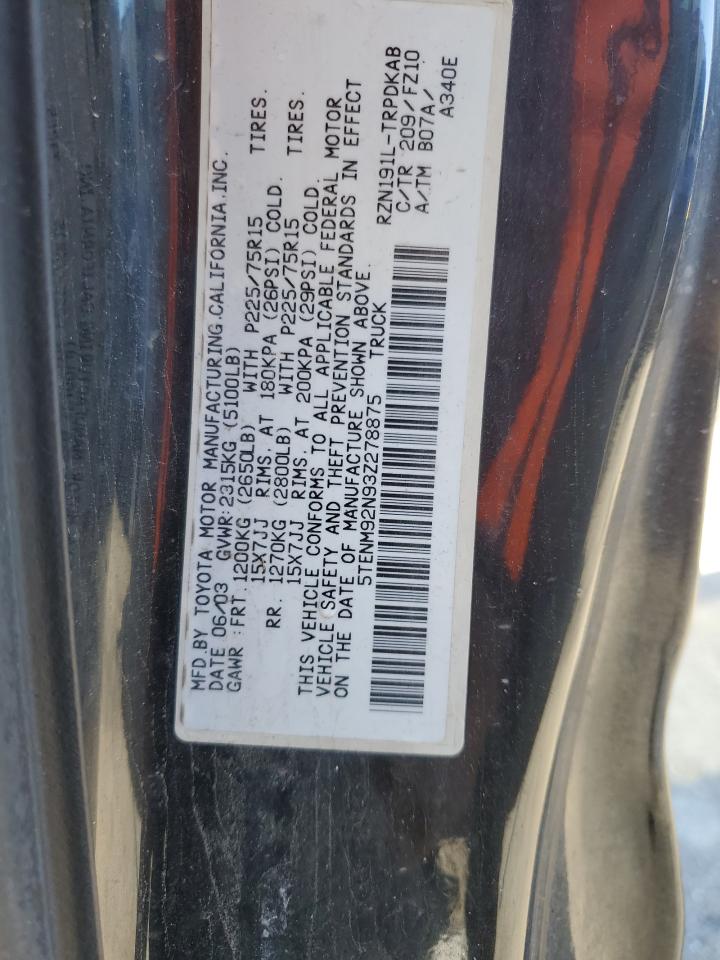 MFD.BY TOYOTA MOTOR MANUFACTURING CALIFORNIA,INC.
DATE 06/03 GVWR:2315KG (5100LB)
GAWR :FRT.1200KG (2650LB) WITH P225/75R15 TIRES.
15X7JJ RIMS. AT 180KPA (26PSI) COLD.
RR. 1270KG (2800LB) WITH P225/75R15 TIRES.
15X7JJ RIMS. AT 200KPA (29PSI) COLD.
THIS VEHICLE CONFORMS TO ALL APPLICABLE FEDERAL MOTOR
VEHICLE SAFETY AND THEFT PREVENTION STANDARDS IN EFFECT
ON THE DATE OF MANUFACTURE SHOWN ABOVE.
5TENM92N93Z278875 TRUCK
RZN191L-TRPDKAB
C/TR 209/FZ10
A/TM B07A/
A340E